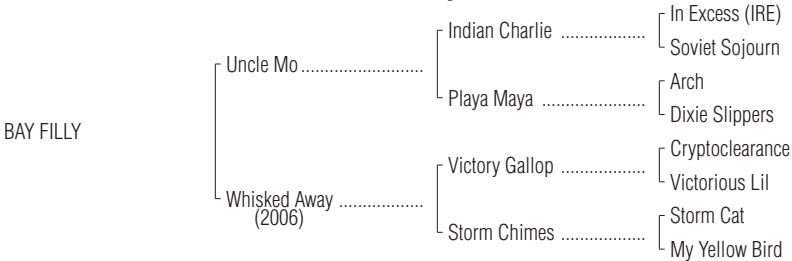 In Excess (IRE)
Indian Charlie ..................
Soviet Sojourn
Uncle Mo..........................
Arch
Playa Maya ......................
Dixie Slippers
BAY FILLY
Cryptoclearance
Victory Gallop ..................
Victorious Lil
Whisked Away ..................
(2006)
Storm Cat
Storm Chimes ..................
My Yellow Bird